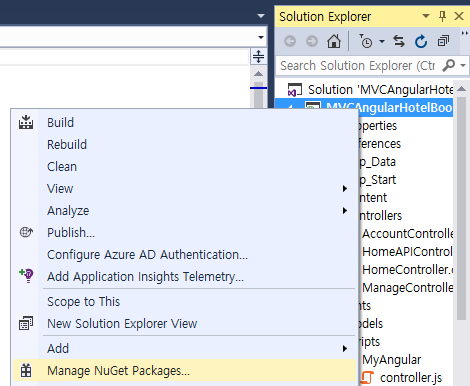 Solution Explorer
Search Solution Explorer (Ctr
Solution 'MVCAngularHote
MVCAngularHotelBoo
operties
ferences
p_Data
p_Start
ntent
ntrollers
AccountController
HomeAPIControl
HomeController.c
ManageControlle
nts
odels
ripts
MyAngular
controller.js
Build
Rebuild
Clean
View
Analyze
Publish...
Configure Azure AD Authentication...
Add Application Insights Telemetry...
Scope to This
New Solution Explorer View
Add
Manage NuGet Packages...